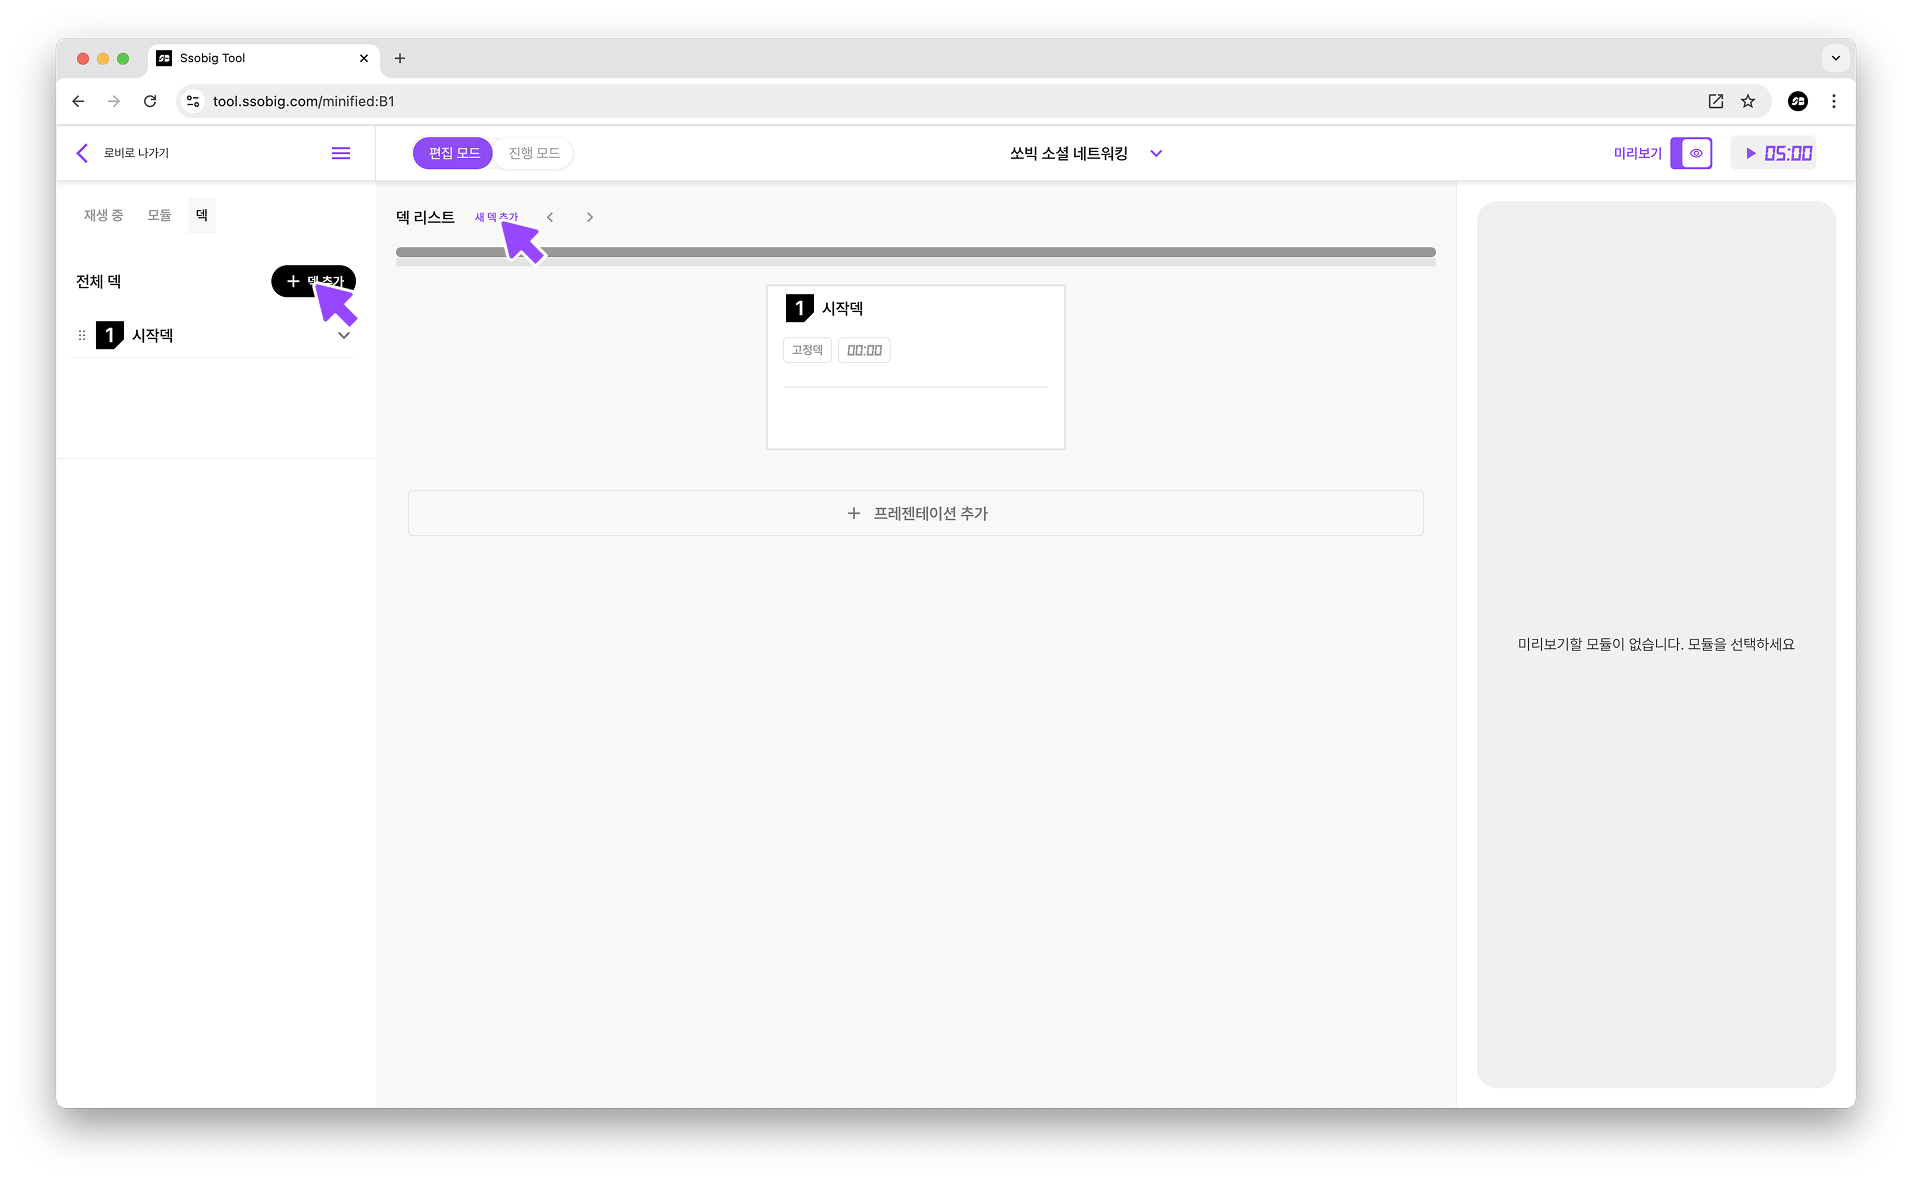 Ssobig Tool
tool.ssobig.com/minified:B1
로비로 나가기
편집 모드 진행 모드
쏘빅 소셜 네트워킹
미리보기
05:00
재생 중 모듈 덱
덱 리스트 새 덱 추가
전체 덱
덱 추가
1 시작덱
1 시작덱
고정덱 00:00
프레젠테이션 추가
미리보기할 모듈이 없습니다. 모듈을 선택하세요